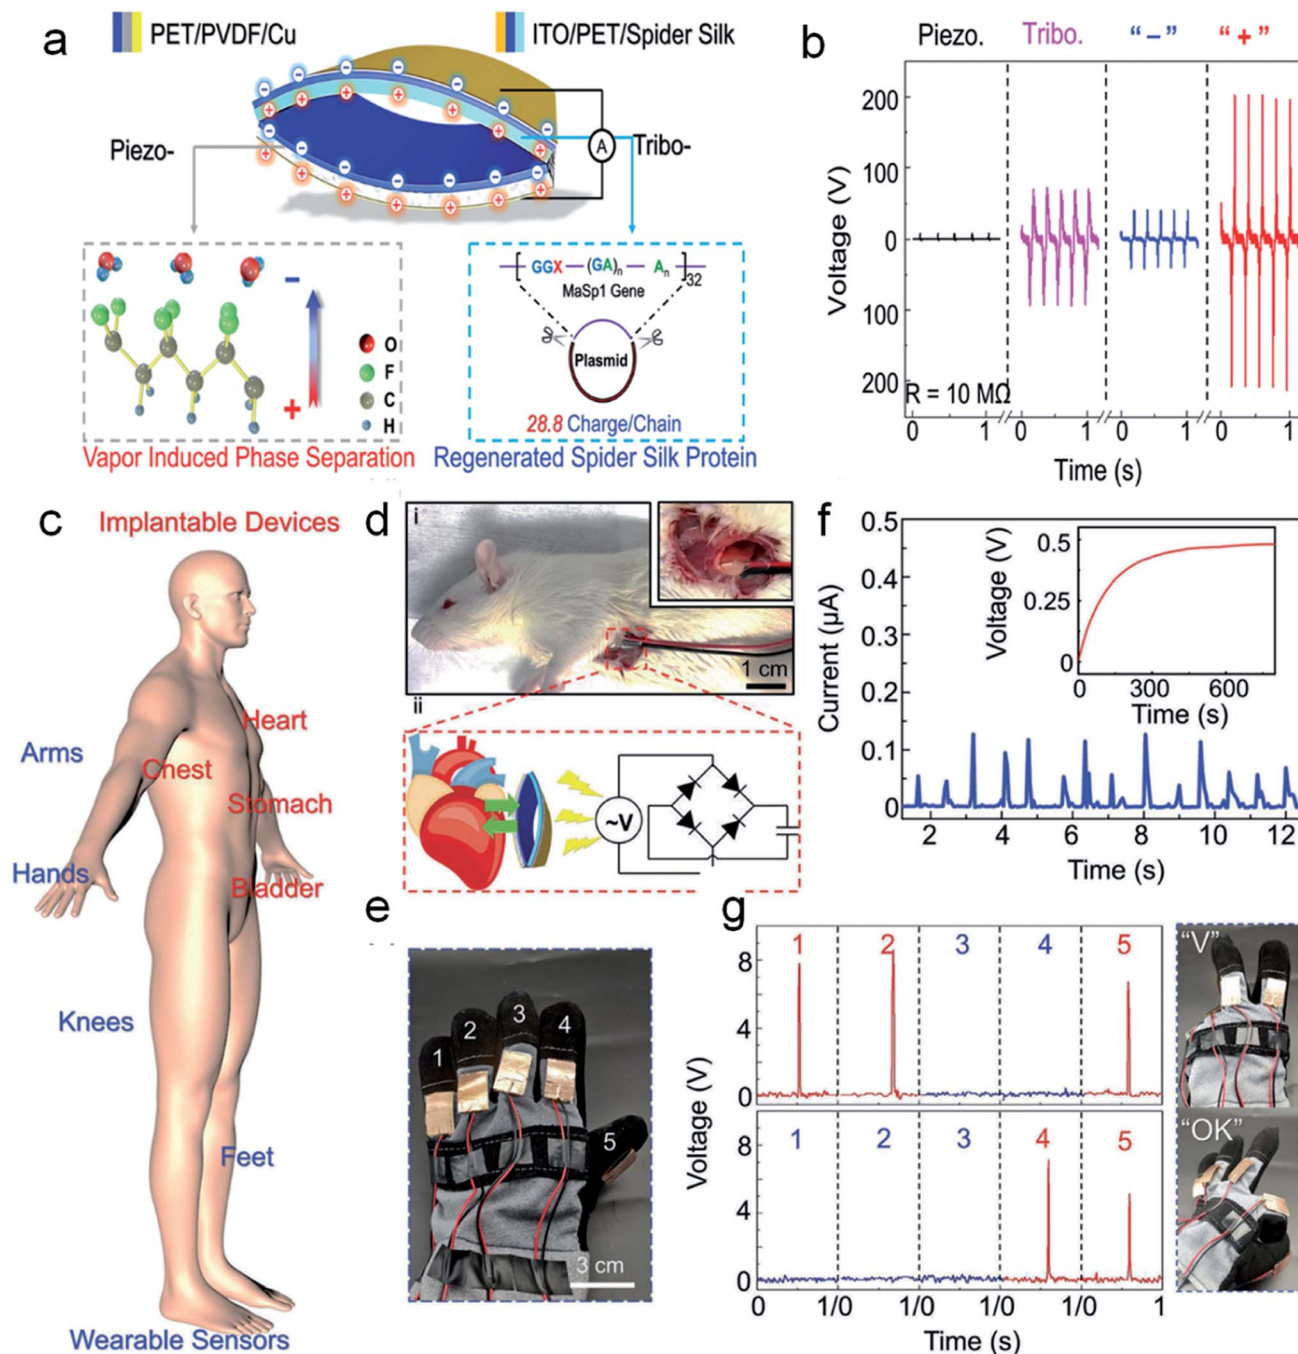 a
PET/PVDF/Cu
ITO/PET/Spider Silk
Piezo-
A
Tribo-
− +
O
F
C
H
Vapor Induced Phase Separation
[ GGX — (GA)n — An ]32
MaSp1 Gene
Plasmid
28.8 Charge/Chain
Regenerated Spider Silk Protein
b
Piezo. Tribo. “−” “+”
Voltage (V)
200
100
0
100
200
R = 10 MΩ
0 1 0 1 0 1 0 1
Time (s)
c
Implantable Devices
Heart
Arms
Chest
Stomach
Hands
Bladder
Knees
Feet
Wearable Sensors
d
i
1 cm
ii
~V
e
1
2
3
4
5
3 cm
f
Current (µA)
0.5
0.4
0.3
0.2
0.1
0
2 4 6 8 10 12
Time (s)
Voltage (V)
0.5
0.25
0
0 300 600
Time (s)
g
Voltage (V)
8
4
0
1 2 3 4 5
“V”
Voltage (V)
8
4
0
1 2 3 4 5
“OK”
0 1/0 1/0 1/0 1/0 1
Time (s)